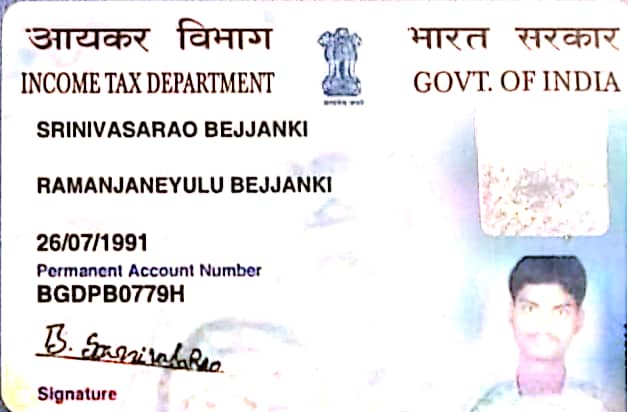 आयकर विभाग
INCOME TAX DEPARTMENT
भारत सरकार
GOVT. OF INDIA
सत्यमेव जयते
SRINIVASARAO BEJJANKI
RAMANJANEYULU BEJJANKI
26/07/1991
Permanent Account Number
BGDPB0779H
B. SrinivasaRao
Signature